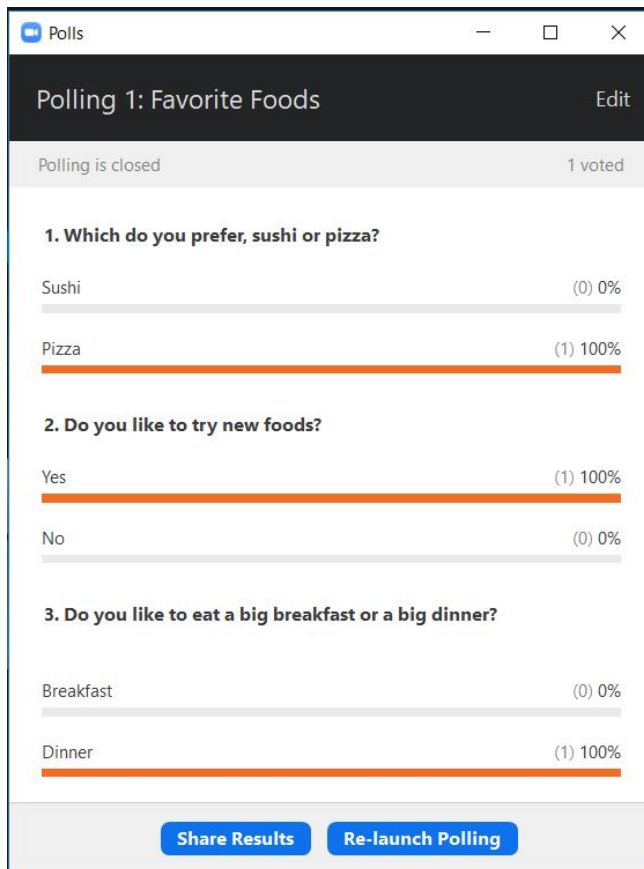 Polls
Polling 1: Favorite Foods Edit
Polling is closed 1 voted
1. Which do you prefer, sushi or pizza?
Sushi (0) 0%
Pizza (1) 100%
2. Do you like to try new foods?
Yes (1) 100%
No (0) 0%
3. Do you like to eat a big breakfast or a big dinner?
Breakfast (0) 0%
Dinner (1) 100%
Share Results Re-launch Polling